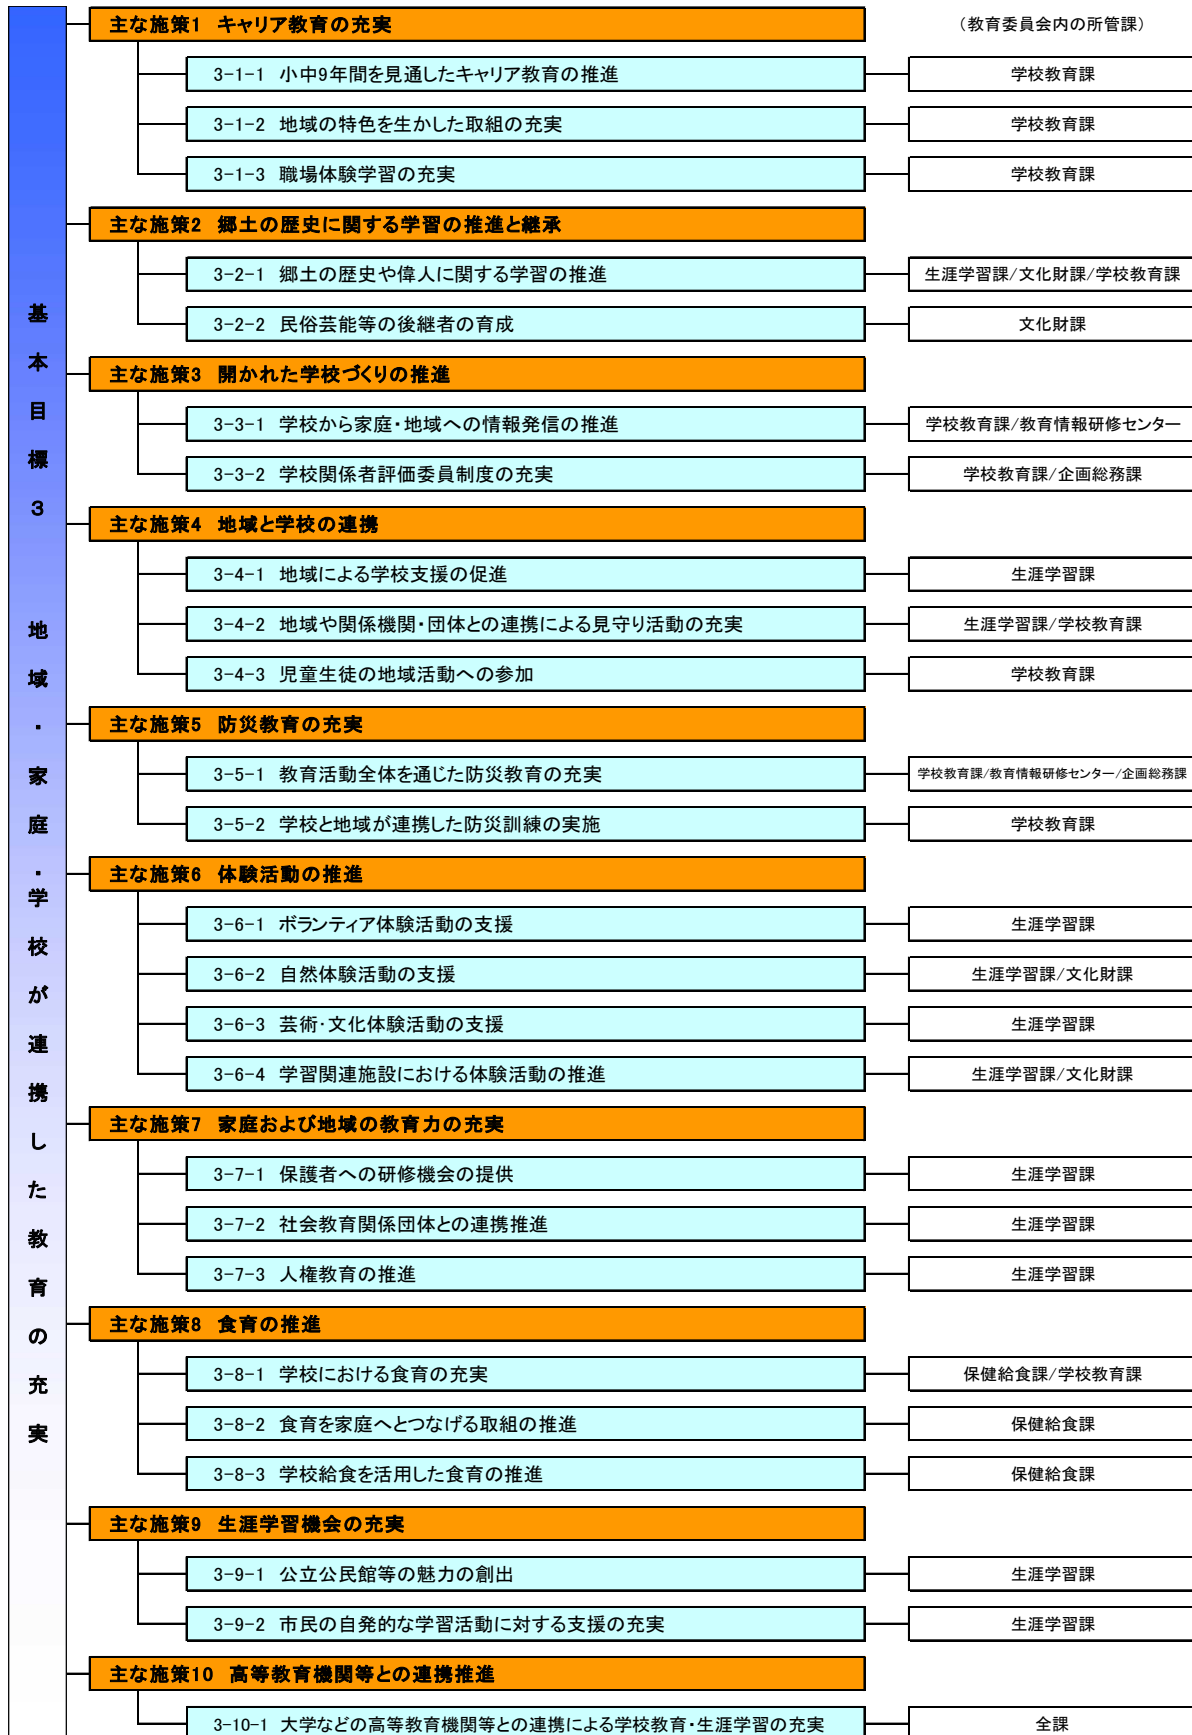 基本目標３　地域・家庭・学校が連携した教育の充実
主な施策1 キャリア教育の充実
（教育委員会内の所管課）
3-1-1 小中9年間を見通したキャリア教育の推進
学校教育課
3-1-2 地域の特色を生かした取組の充実
学校教育課
3-1-3 職場体験学習の充実
学校教育課
主な施策2 郷土の歴史に関する学習の推進と継承
3-2-1 郷土の歴史や偉人に関する学習の推進
生涯学習課/文化財課/学校教育課
3-2-2 民俗芸能等の後継者の育成
文化財課
主な施策3 開かれた学校づくりの推進
3-3-1 学校から家庭・地域への情報発信の推進
学校教育課/教育情報研修センター
3-3-2 学校関係者評価委員制度の充実
学校教育課/企画総務課
主な施策4 地域と学校の連携
3-4-1 地域による学校支援の促進
生涯学習課
3-4-2 地域や関係機関・団体との連携による見守り活動の充実
生涯学習課/学校教育課
3-4-3 児童生徒の地域活動への参加
学校教育課
主な施策5 防災教育の充実
3-5-1 教育活動全体を通じた防災教育の充実
学校教育課/教育情報研修センター/企画総務課
3-5-2 学校と地域が連携した防災訓練の実施
学校教育課
主な施策6 体験活動の推進
3-6-1 ボランティア体験活動の支援
生涯学習課
3-6-2 自然体験活動の支援
生涯学習課/文化財課
3-6-3 芸術・文化体験活動の支援
生涯学習課
3-6-4 学習関連施設における体験活動の推進
生涯学習課/文化財課
主な施策7 家庭および地域の教育力の充実
3-7-1 保護者への研修機会の提供
生涯学習課
3-7-2 社会教育関係団体との連携推進
生涯学習課
3-7-3 人権教育の推進
生涯学習課
主な施策8 食育の推進
3-8-1 学校における食育の充実
保健給食課/学校教育課
3-8-2 食育を家庭へとつなげる取組の推進
保健給食課
3-8-3 学校給食を活用した食育の推進
保健給食課
主な施策9 生涯学習機会の充実
3-9-1 公立公民館等の魅力の創出
生涯学習課
3-9-2 市民の自発的な学習活動に対する支援の充実
生涯学習課
主な施策10 高等教育機関等との連携推進
3-10-1 大学などの高等教育機関等との連携による学校教育・生涯学習の充実
全課